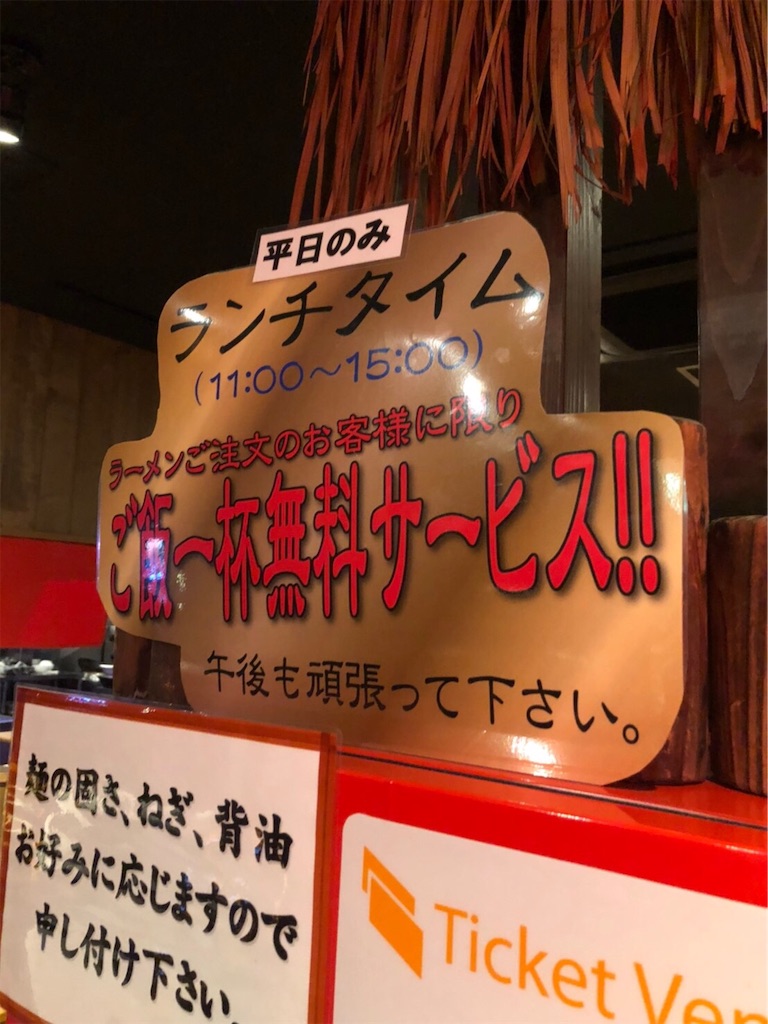 平日のみ
ランチタイム
(11:00〜15:00)
ラーメンご注文のお客様に限り
ご飯一杯無料サービス!!
午後も頑張って下さい。
麺の固さ、ねぎ、背油
お好みに応じますので
申し付け下さい。
Ticket Ven